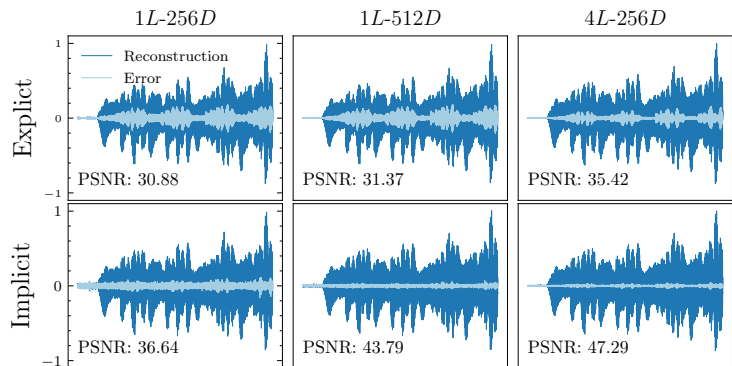 1L-256D 1L-512D 4L-256D
Explict
1
0
−1
Reconstruction
Error
PSNR: 30.88
PSNR: 31.37
PSNR: 35.42
Implicit
1
0
−1
PSNR: 36.64
PSNR: 43.79
PSNR: 47.29